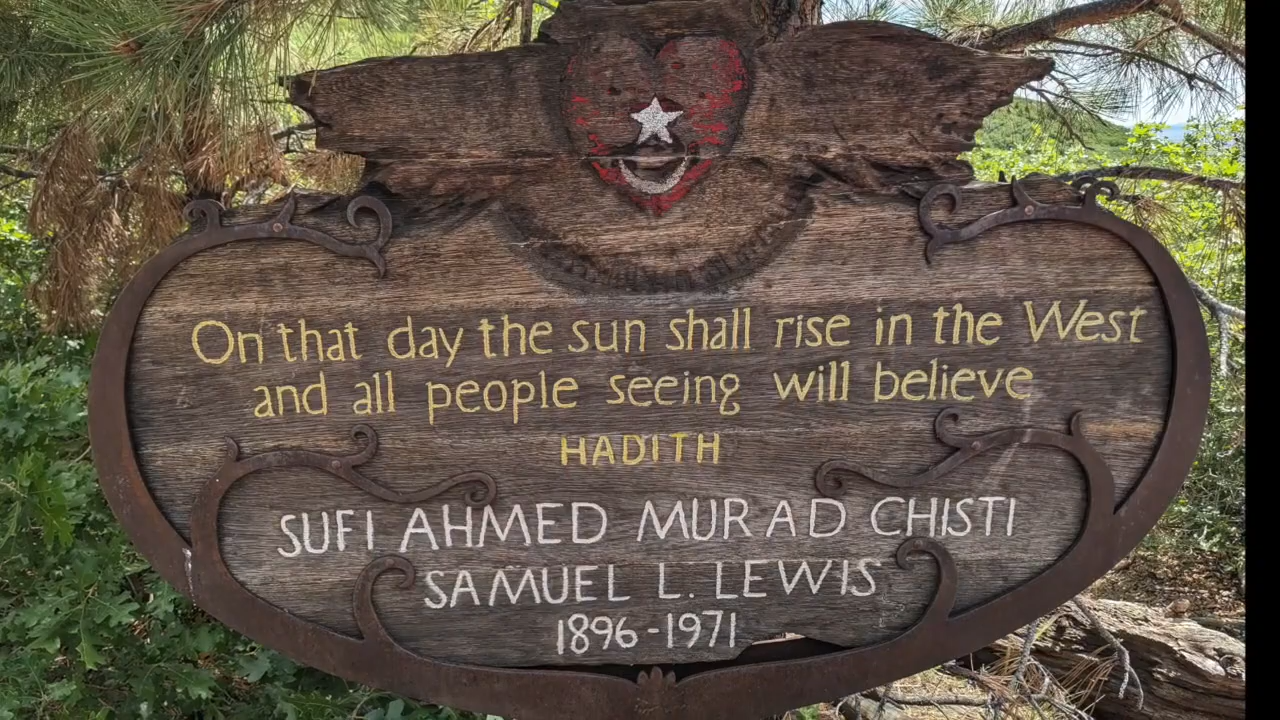 On that day the sun shall rise in the West
and all people seeing will believe
HADITH
SUFI AHMED MURAD CHISTI
SAMUEL L. LEWIS
1896-1971